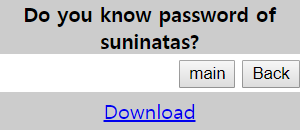 Do you know password of
suninatas?
main Back
Download